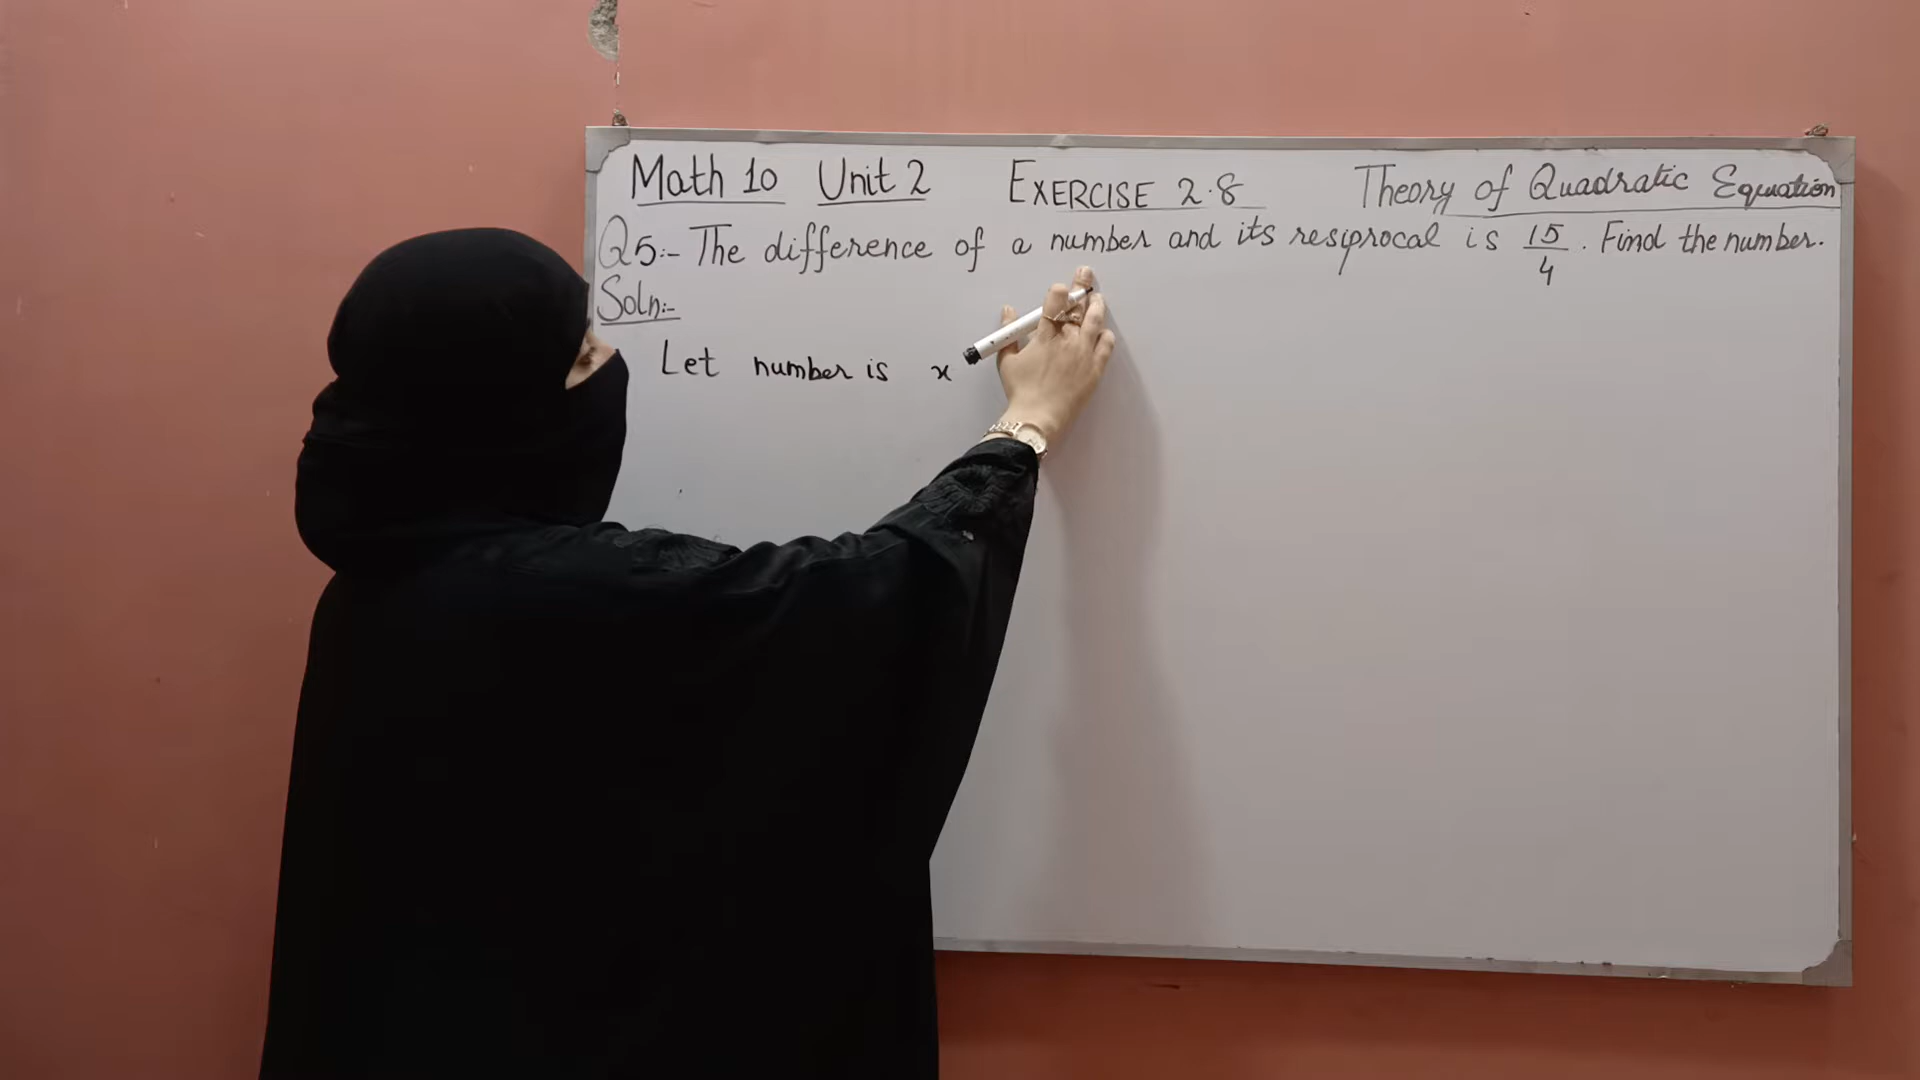 Math 10 Unit 2 EXERCISE 2.8 Theory of Quadratic Equation
Q5:- The difference of a number and its resiprocal is 15/4. Find the number.
Soln:-
Let number is x